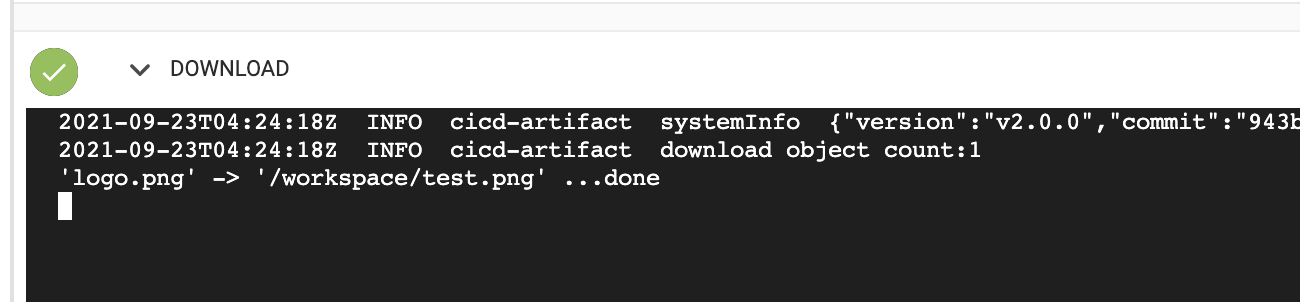 DOWNLOAD
2021-09-23T04:24:18Z  INFO  cicd-artifact  systemInfo  {"version":"v2.0.0","commit":"943b
2021-09-23T04:24:18Z  INFO  cicd-artifact  download object count:1
'logo.png' -> '/workspace/test.png' ...done